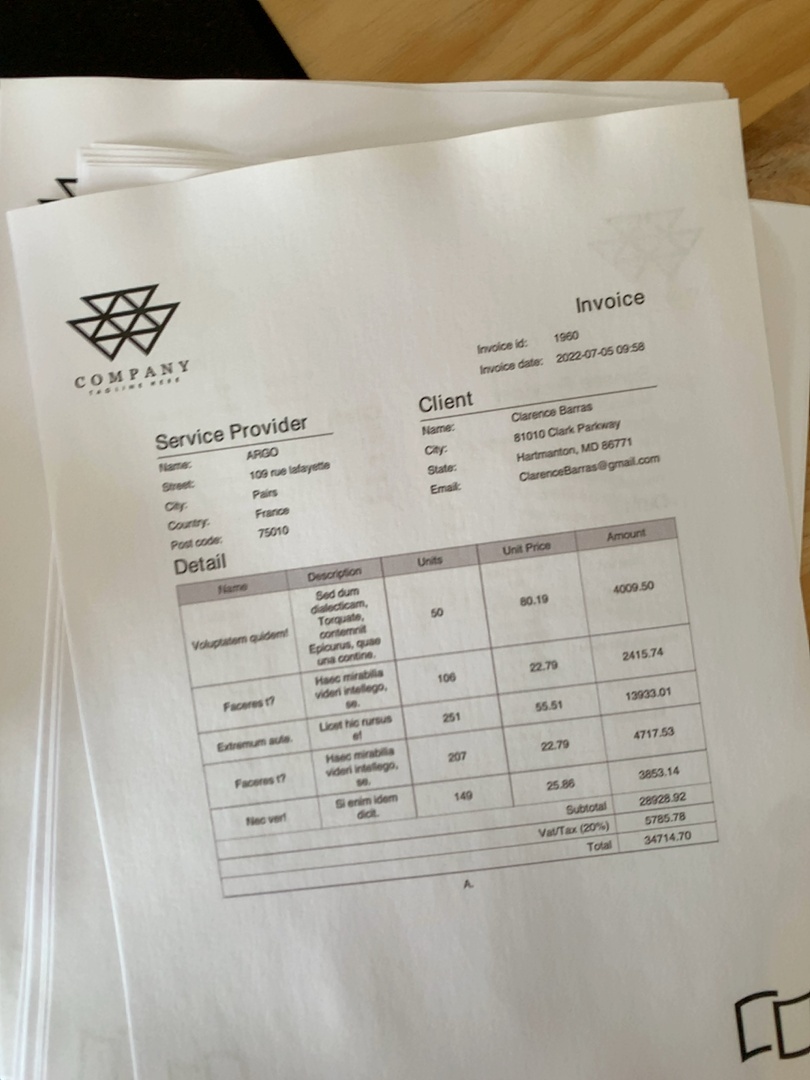 COMPANY
TAGLINE HERE
Invoice
Invoice id: 1960
Invoice date: 2022-07-05 09:58
Service Provider
Name: ARGO
Street: 109 rue lafayette
City: Pairs
Country: France
Post code: 75010
Client
Name: Clarence Barras
City: 81010 Clark Parkway
State: Hartmanton, MD 86771
Email: ClarenceBarras@gmail.com
Detail
Name Description Units Unit Price Amount
Voluptatem quidem! Sed dum dialecticam, Torquate, contemnit Epicurus, quae una contine. 50 80.19 4009.50
Faceres t? Haec mirabilia videri intellego, se. 106 22.79 2415.74
Extremum aute. Licet hic rursus e! 251 55.51 13933.01
Faceres t? Haec mirabilia videri intellego, se. 207 22.79 4717.53
Nec ver! Si enim idem dicit. 149 25.86 3853.14
Subtotal 28928.92
Vat/Tax (20%) 5785.78
Total 34714.70
A.